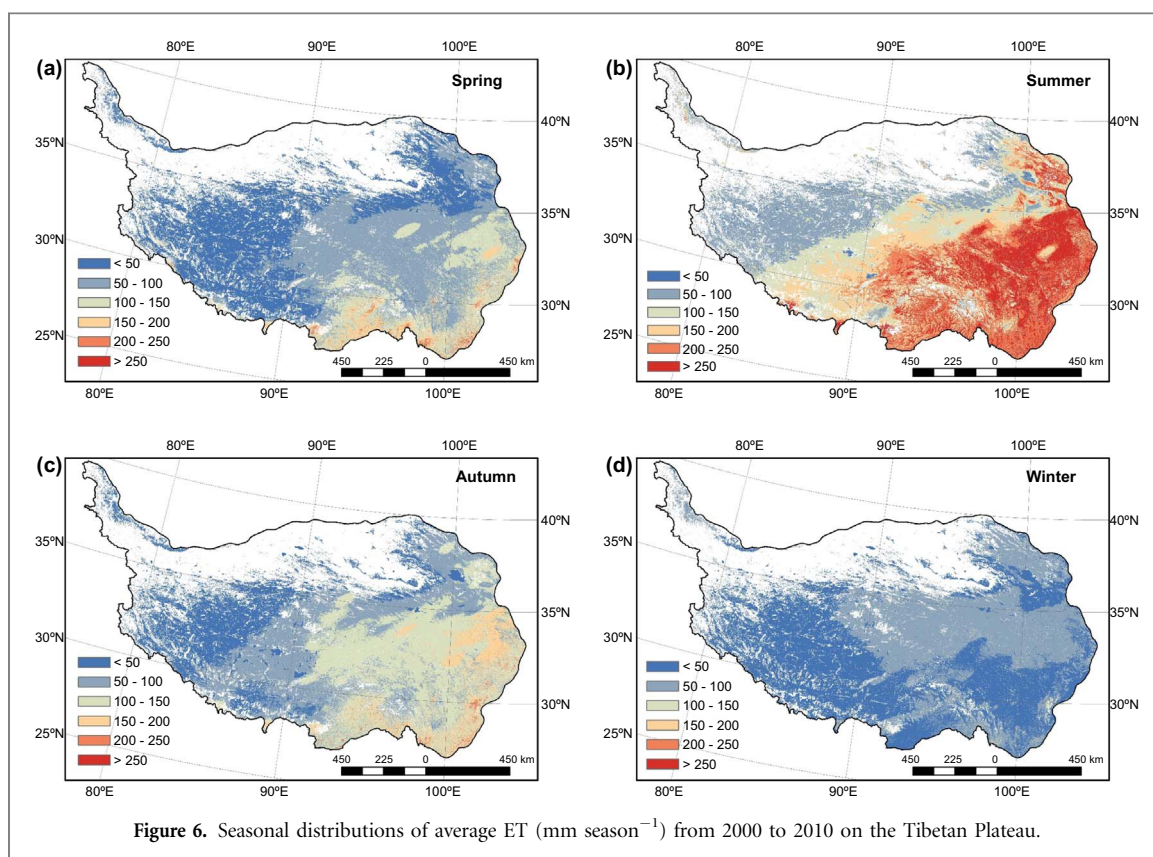 80ºE 90ºE 100ºE
(a) Spring
40ºN
35ºN
35ºN
30ºN
30ºN
25ºN
< 50
50 - 100
100 - 150
150 - 200
200 - 250
> 250
450 225 0 450 km
80ºE 90ºE 100ºE
80ºE 90ºE 100ºE
(b) Summer
40ºN
35ºN
35ºN
30ºN
30ºN
25ºN
< 50
50 - 100
100 - 150
150 - 200
200 - 250
> 250
450 225 0 450 km
80ºE 90ºE 100ºE
80ºE 90ºE 100ºE
(c) Autumn
40ºN
35ºN
35ºN
30ºN
30ºN
25ºN
< 50
50 - 100
100 - 150
150 - 200
200 - 250
> 250
450 225 0 450 km
80ºE 90ºE 100ºE
80ºE 90ºE 100ºE
(d) Winter
40ºN
35ºN
35ºN
30ºN
30ºN
25ºN
< 50
50 - 100
100 - 150
150 - 200
200 - 250
> 250
450 225 0 450 km
80ºE 90ºE 100ºE
Figure 6. Seasonal distributions of average ET (mm season⁻¹) from 2000 to 2010 on the Tibetan Plateau.